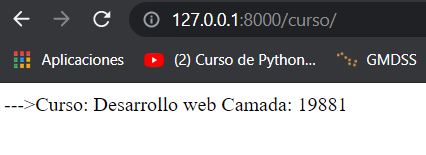 127.0.0.1:8000/curso/
Aplicaciones (2) Curso de Python... GMDSS
--->Curso: Desarrollo web Camada: 19881